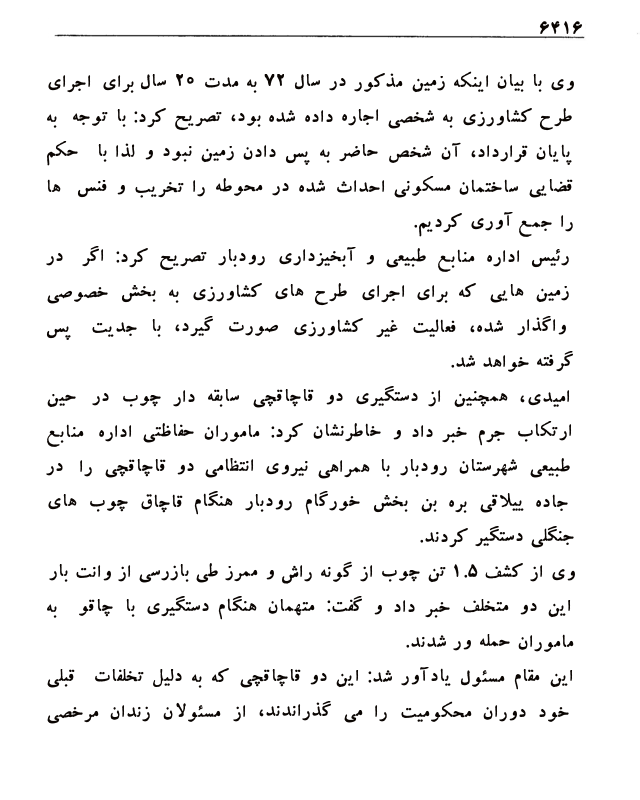 ۶۴۱۶
وی با بیان اینکه زمین مذکور در سال ۷۲ به مدت ۲۰ سال برای اجرای
طرح کشاورزی به شخصی اجاره داده شده بود، تصریح کرد: با توجه به
پایان قرارداد، آن شخص حاضر به پس دادن زمین نبود و لذا با حکم
قضایی ساختمان مسکونی احداث شده در محوطه را تخریب و فنس ها
را جمع آوری کردیم.
رئیس اداره منابع طبیعی و آبخیزداری رودبار تصریح کرد: اگر در
زمین هایی که برای اجرای طرح های کشاورزی به بخش خصوصی
واگذار شده، فعالیت غیر کشاورزی صورت گیرد، با جدیت پس
گرفته خواهد شد.
امیدی، همچنین از دستگیری دو قاچاقچی سابقه دار چوب در حین
ارتکاب جرم خبر داد و خاطرنشان کرد: ماموران حفاظتی اداره منابع
طبیعی شهرستان رودبار با همراهی نیروی انتظامی دو قاچاقچی را در
جاده ییلاقی بره بن بخش خورگام رودبار هنگام قاچاق چوب های
جنگلی دستگیر کردند.
وی از کشف ۱.۵ تن چوب از گونه راش و ممرز طی بازرسی از وانت بار
این دو متخلف خبر داد و گفت: متهمان هنگام دستگیری با چاقو به
ماموران حمله ور شدند.
این مقام مسئول یادآور شد: این دو قاچاقچی که به دلیل تخلفات قبلی
خود دوران محکومیت را می گذراندند، از مسئولان زندان مرخصی